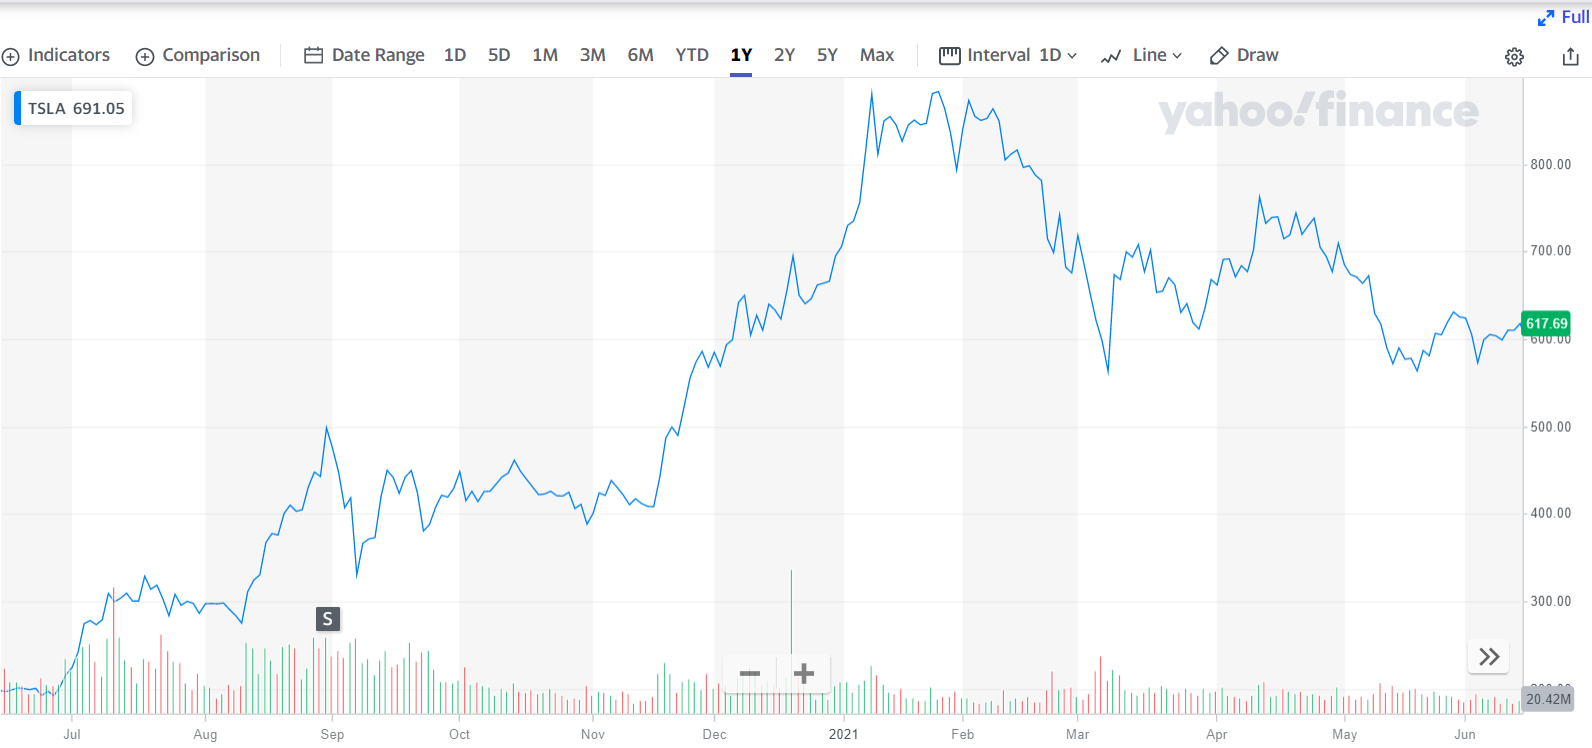 Full
Indicators Comparison Date Range 1D 5D 1M 3M 6M YTD 1Y 2Y 5Y Max Interval 1D Line Draw
TSLA 691.05
yahoo!finance
800.00
700.00
617.69
600.00
500.00
400.00
300.00
S
20.42M
Jul Aug Sep Oct Nov Dec 2021 Feb Mar Apr May Jun